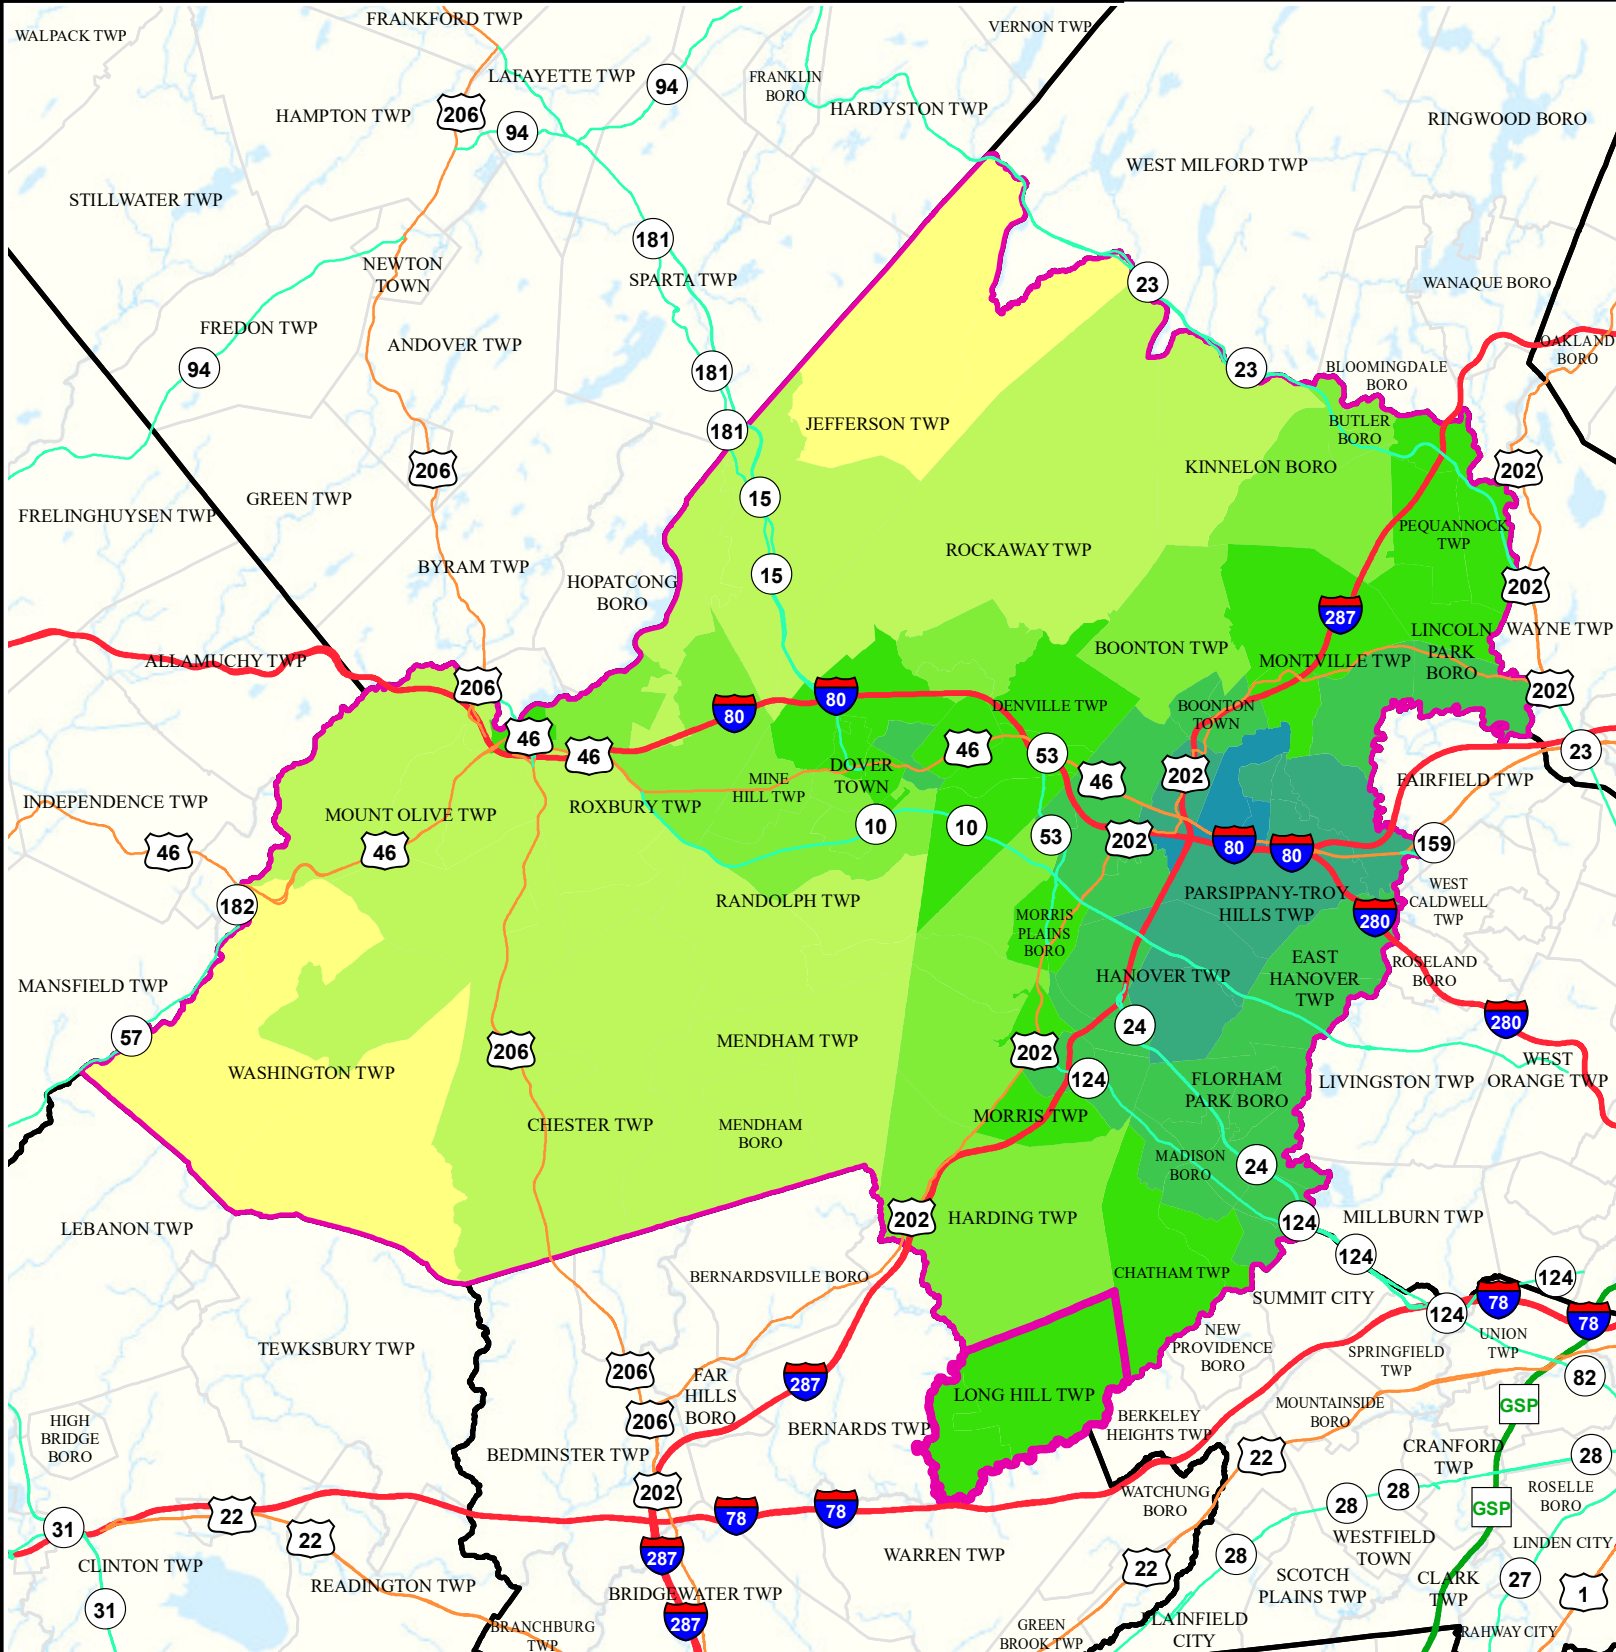 FRANKFORD TWP
WALPACK TWP
VERNON TWP
LAFAYETTE TWP
94
FRANKLIN
BORO
HARDYSTON TWP
HAMPTON TWP
206
94
RINGWOOD BORO
WEST MILFORD TWP
STILLWATER TWP
181
NEWTON
TOWN
SPARTA TWP
23
WANAQUE BORO
FREDON TWP
ANDOVER TWP
94
181
23
BLOOMINGDALE
BORO
OAKLAND
BORO
181
JEFFERSON TWP
BUTLER
BORO
206
KINNELON BORO
202
GREEN TWP
15
FRELINGHUYSEN TWP
PEQUANNOCK
TWP
ROCKAWAY TWP
BYRAM TWP
HOPATCONG
BORO
15
202
287
LINCOLN
PARK
BORO
WAYNE TWP
ALLAMUCHY TWP
BOONTON TWP
MONTVILLE TWP
206
80
80
202
DENVILLE TWP
BOONTON
TOWN
46
46
46
53
46
202
23
MINE
HILL TWP
DOVER
TOWN
FAIRFIELD TWP
INDEPENDENCE TWP
MOUNT OLIVE TWP
ROXBURY TWP
46
46
10
10
53
202
80
80
159
182
RANDOLPH TWP
MORRIS
PLAINS
BORO
PARSIPPANY-TROY
HILLS TWP
280
WEST
CALDWELL
TWP
MANSFIELD TWP
HANOVER TWP
EAST
HANOVER
TWP
ROSELAND
BORO
57
206
MENDHAM TWP
202
24
280
WASHINGTON TWP
124
FLORHAM
PARK BORO
LIVINGSTON TWP
WEST
ORANGE TWP
CHESTER TWP
MENDHAM
BORO
MORRIS TWP
MADISON
BORO
24
LEBANON TWP
202
HARDING TWP
124
MILLBURN TWP
124
BERNARDSVILLE BORO
CHATHAM TWP
SUMMIT CITY
124
78
124
78
TEWKSBURY TWP
NEW
PROVIDENCE
BORO
SPRINGFIELD
TWP
UNION
TWP
206
FAR
HILLS
BORO
287
LONG HILL TWP
82
206
MOUNTAINSIDE
BORO
GSP
HIGH
BRIDGE
BORO
BEDMINSTER TWP
BERNARDS TWP
BERKELEY
HEIGHTS TWP
22
CRANFORD
TWP
28
202
WATCHUNG
BORO
28
28
GSP
ROSELLE
BORO
31
22
22
78
78
WESTFIELD
TOWN
LINDEN CITY
CLINTON TWP
287
WARREN TWP
22
28
READINGTON TWP
BRIDGEWATER TWP
SCOTCH
PLAINS TWP
CLARK
TWP
27
1
31
287
BRANCHBURG
TWP
GREEN
BROOK TWP
PLAINFIELD
CITY
RAHWAY CITY